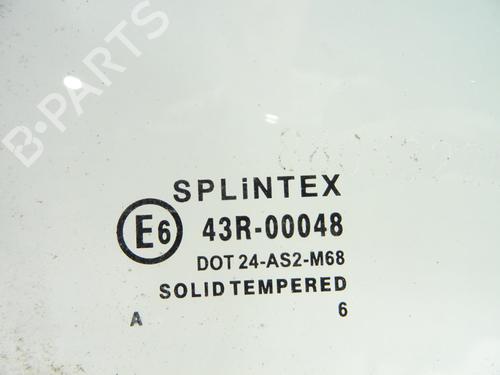 B-PARTS
SPLiNTEX
E6 43R-00048
DOT 24-AS2-M68
SOLID TEMPERED
A 6